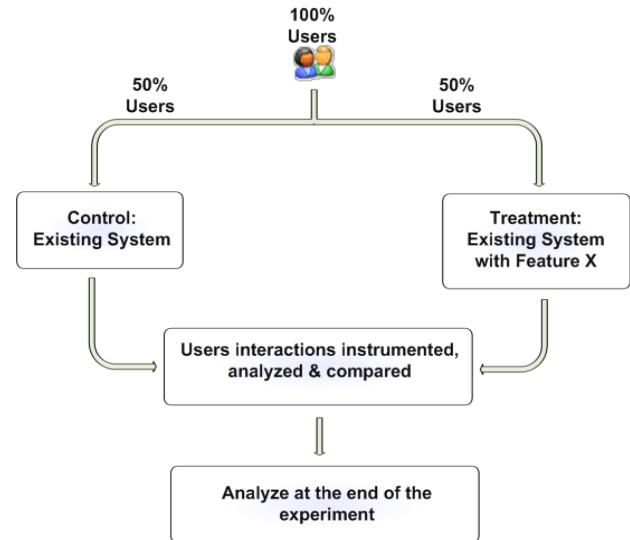 100%
Users
50%
Users
50%
Users
Control:
Existing System
Treatment:
Existing System
with Feature X
Users interactions instrumented,
analyzed & compared
Analyze at the end of the
experiment